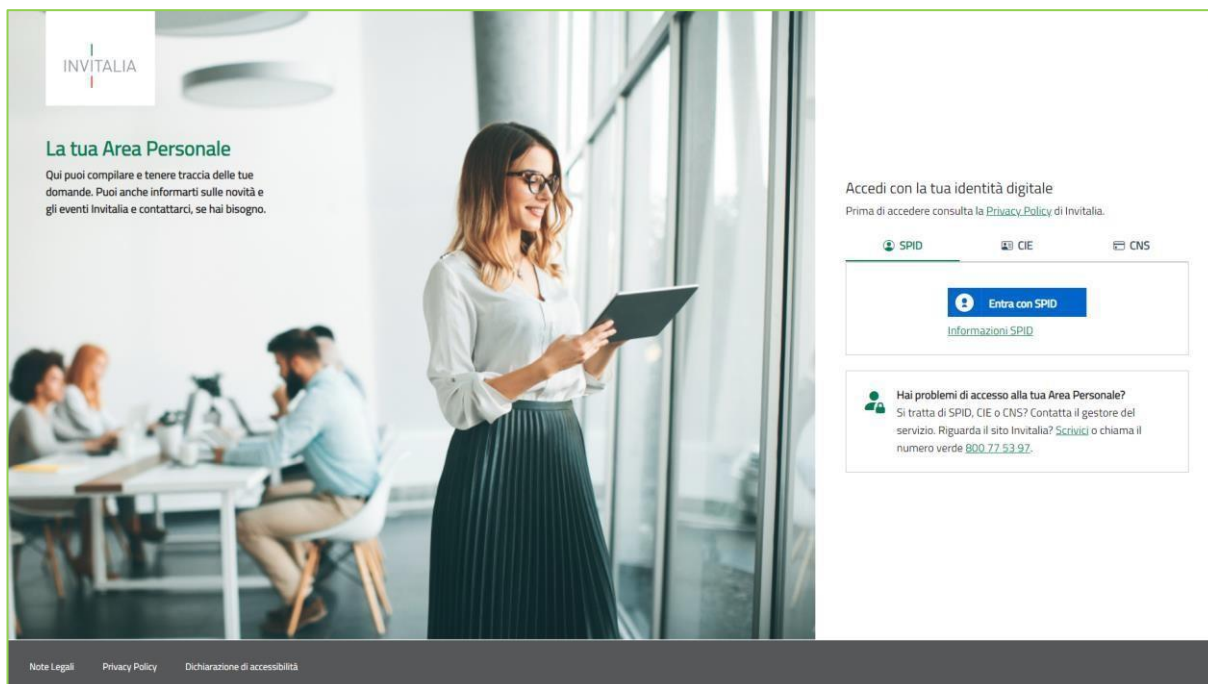 INVITALIA
La tua Area Personale
Qui puoi compilare e tenere traccia delle tue
domande. Puoi anche informarti sulle novità e
gli eventi Invitalia e contattarci, se hai bisogno.
Accedi con la tua identità digitale
Prima di accedere consulta la Privacy Policy di Invitalia.
SPID CIE CNS
Entra con SPID
Informazioni SPID
Hai problemi di accesso alla tua Area Personale?
Si tratta di SPID, CIE o CNS? Contatta il gestore del
servizio. Riguarda il sito Invitalia? Scrivici o chiama il
numero verde 800 77 53 97.
Note Legali Privacy Policy Dichiarazione di accessibilità